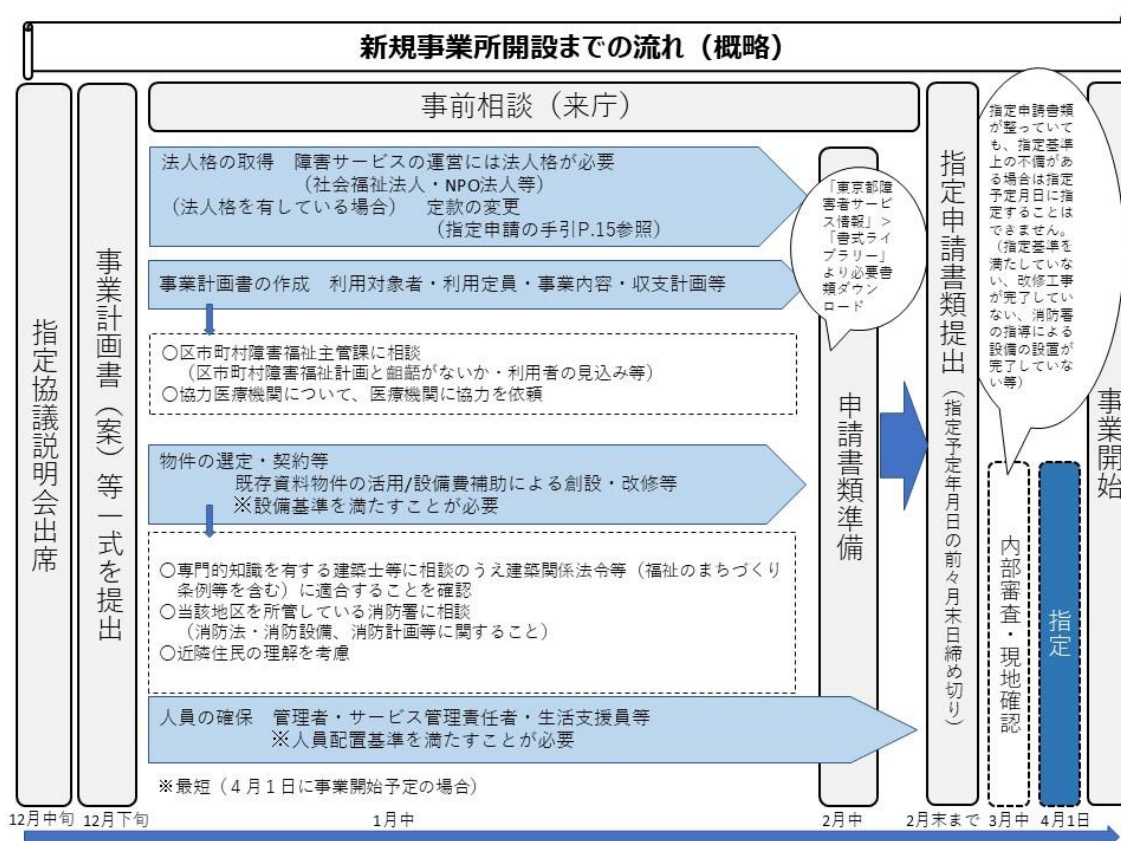 新規事業所開設までの流れ（概略）
指定協議説明会出席
事業計画書（案）等一式を提出
事前相談（来庁）
法人格の取得　障害サービスの運営には法人格が必要
（社会福祉法人・NPO法人等）
（法人格を有している場合）　定款の変更
（指定申請の手引P.15参照）
事業計画書の作成　利用対象者・利用定員・事業内容・収支計画等
〇区市町村障害福祉主管課に相談
（区市町村障害福祉計画と齟齬がないか・利用者の見込み等）
〇協力医療機関について、医療機関に協力を依頼
物件の選定・契約等
既存資料物件の活用/設備費補助による創設・改修等
※設備基準を満たすことが必要
〇専門的知識を有する建築士等に相談のうえ建築関係法令等（福祉のまちづくり
条例等を含む）に適合することを確認
〇当該地区を所管している消防署に相談
（消防法・消防設備、消防計画等に関すること）
〇近隣住民の理解を考慮
人員の確保　管理者・サービス管理責任者・生活支援員等
※人員配置基準を満たすことが必要
※最短（４月１日に事業開始予定の場合）
「東京都障
害者サービ
ス情報」＞
「書式ライ
ブラリー」
より必要書
類ダウン
ロード
申請書類準備
指定申請書類提出（指定予定年月日の前々月末日締め切り）
指定申請書類
が整っていて
も、指定基準
上の不備があ
る場合は指定
予定月日に指
定することは
できません。
（指定基準を
満たしていな
い、改修工事
が完了してい
ない、消防署
の指導による
設備の設置が
完了していな
い等）
内部審査・現地確認
指定
事業開始
12月中旬
12月下旬
1月中
2月中
2月末まで
3月中
4月1日